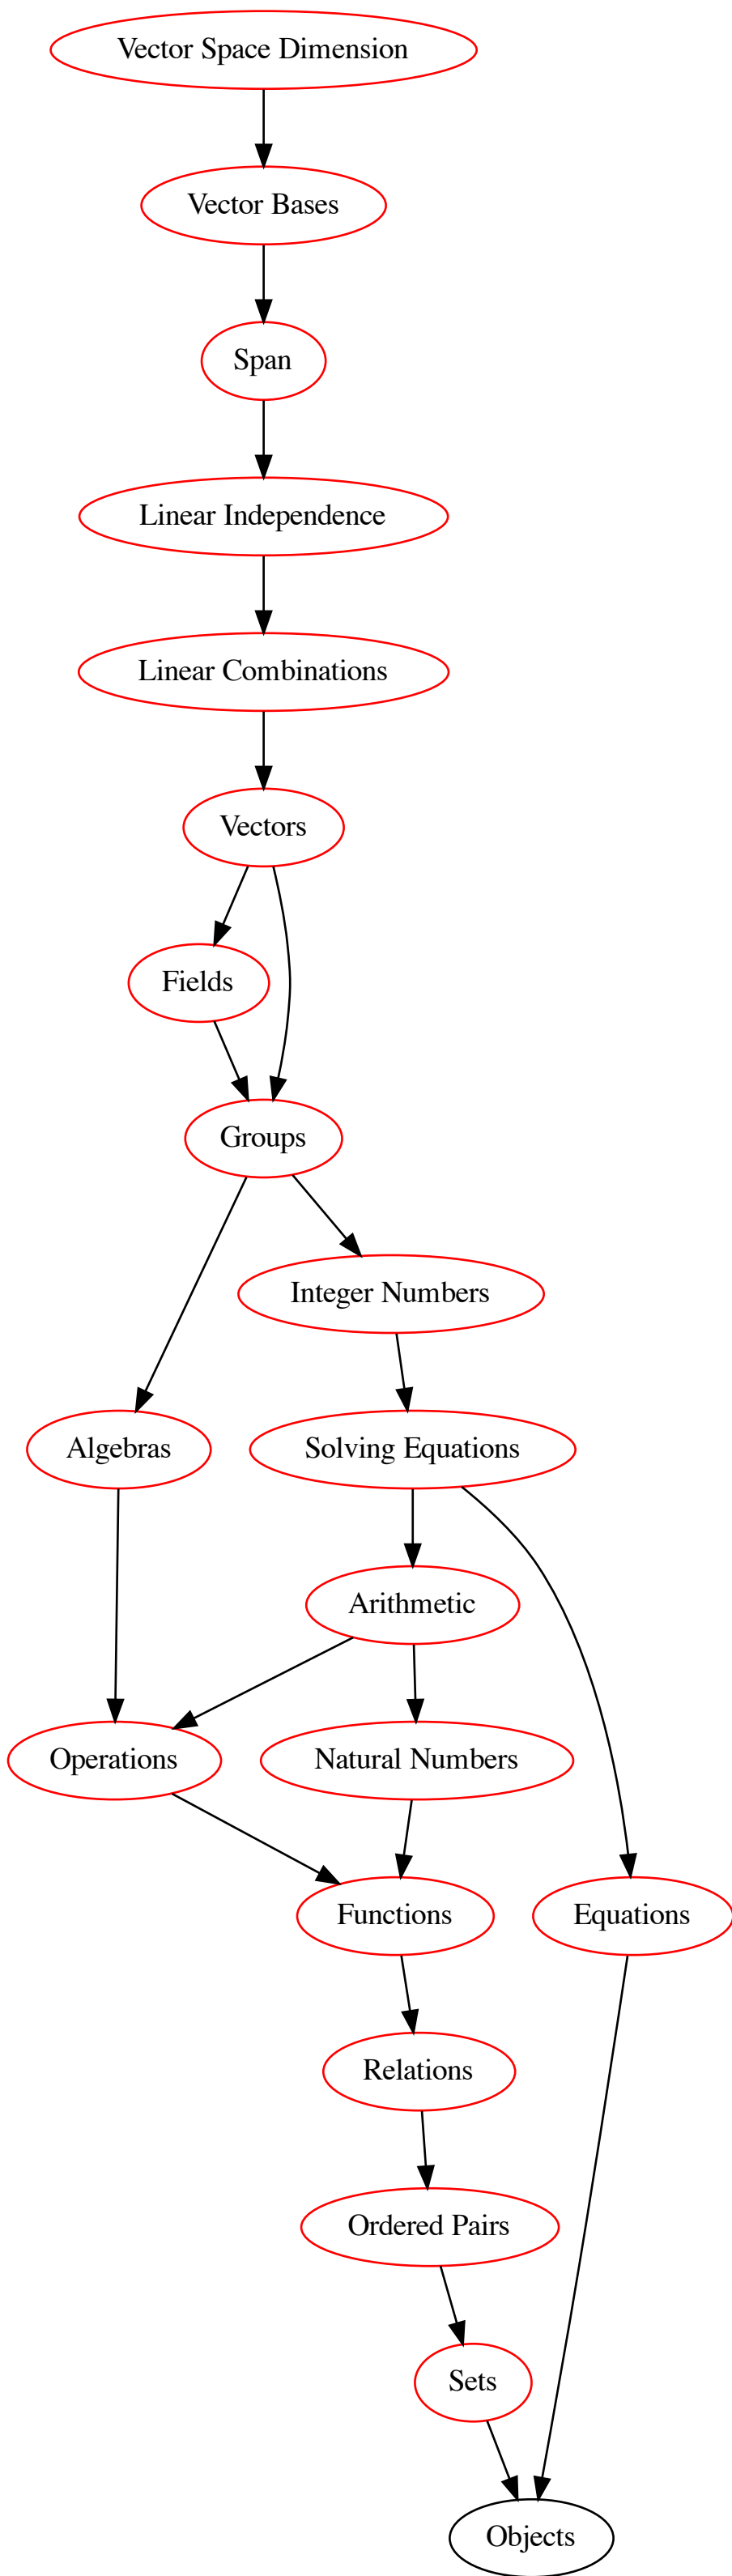 Vector Space Dimension
Vector Bases
Span
Linear Independence
Linear Combinations
Vectors
Fields
Groups
Integer Numbers
Algebras
Solving Equations
Arithmetic
Operations
Natural Numbers
Functions
Equations
Relations
Ordered Pairs
Sets
Objects